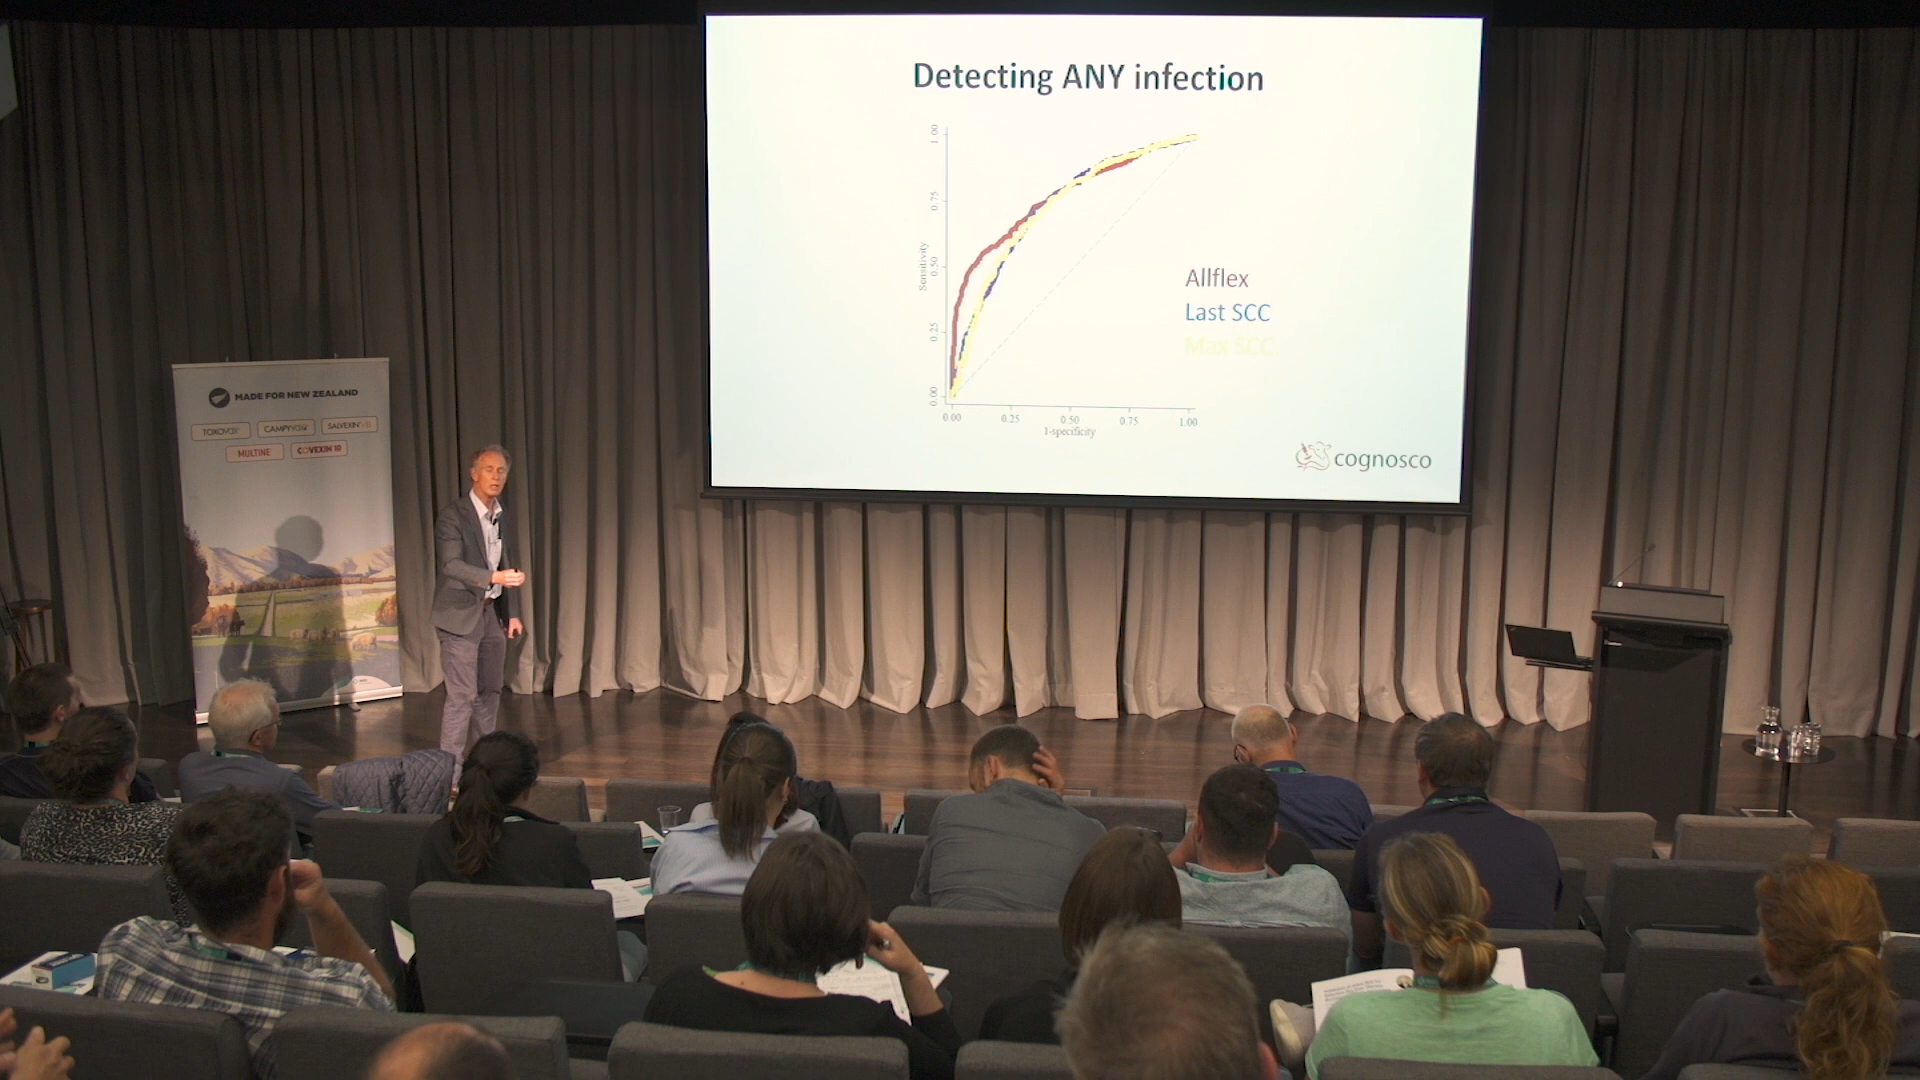 Detecting ANY infection
1.00
0.75
0.50
0.25
0.00
Sensitivity
0.00 0.25 0.50 0.75 1.00
1-specificity
Allflex
Last SCC
Max SCC
cognosco
MADE FOR NEW ZEALAND
TOXOVAX CAMPYVAX SALVEXIN+B
MULTINE COVEXIN 10